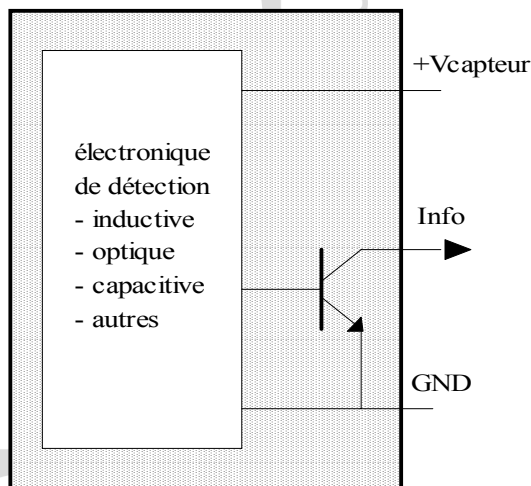 +Vcapteur
électronique
de détection
- inductive
- optique
- capacitive
- autres
Info
GND